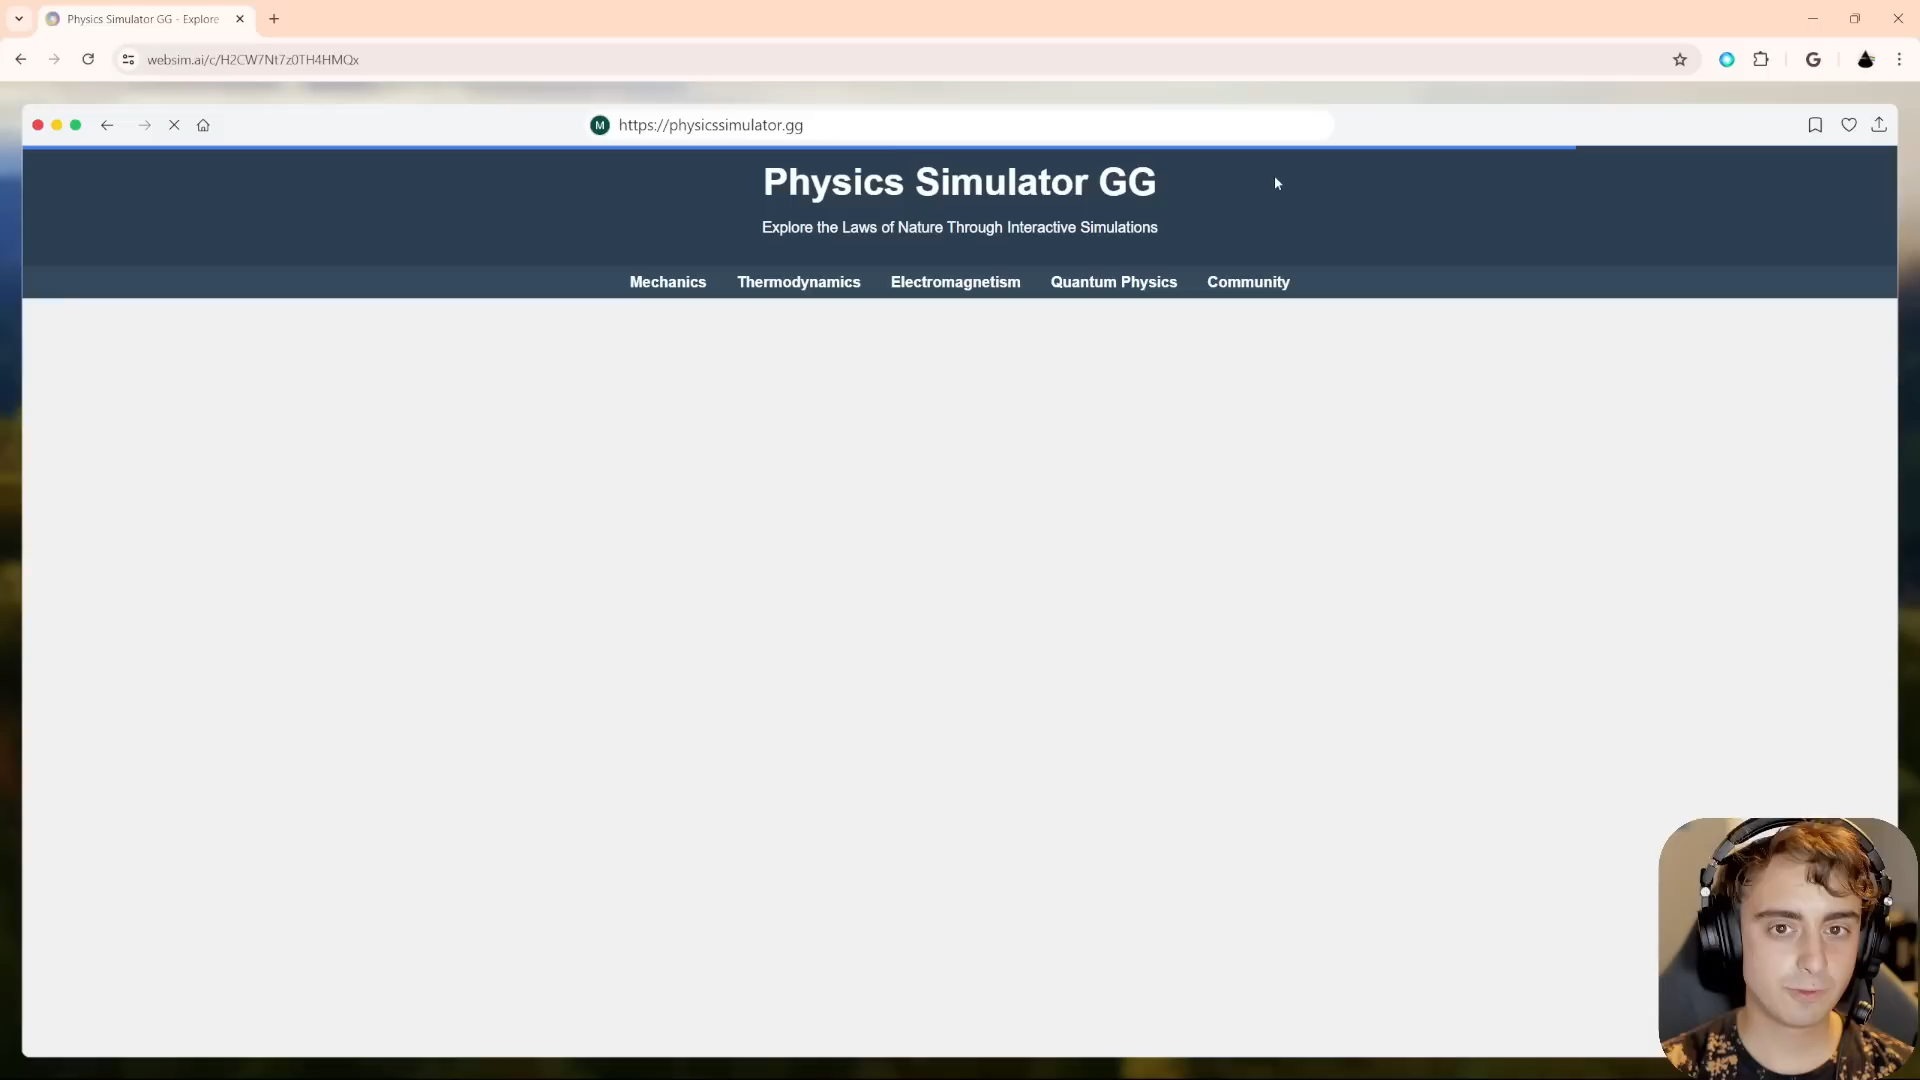 Physics Simulator GG - Explore
websim.ai/c/H2CW7Nt7z0TH4HMQx
G
M https://physicssimulator.gg
Physics Simulator GG
Explore the Laws of Nature Through Interactive Simulations
Mechanics Thermodynamics Electromagnetism Quantum Physics Community